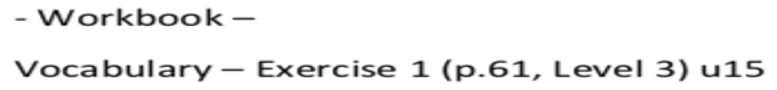 - Workbook –
Vocabulary – Exercise 1 (p.61, Level 3) u15